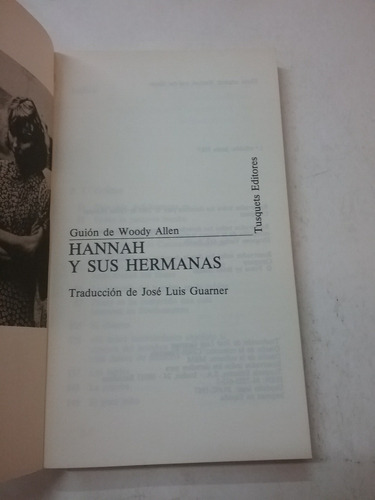 Guión de Woody Allen
HANNAH
Y SUS HERMANAS
Traducción de José Luis Guarner
Tusquets Editores